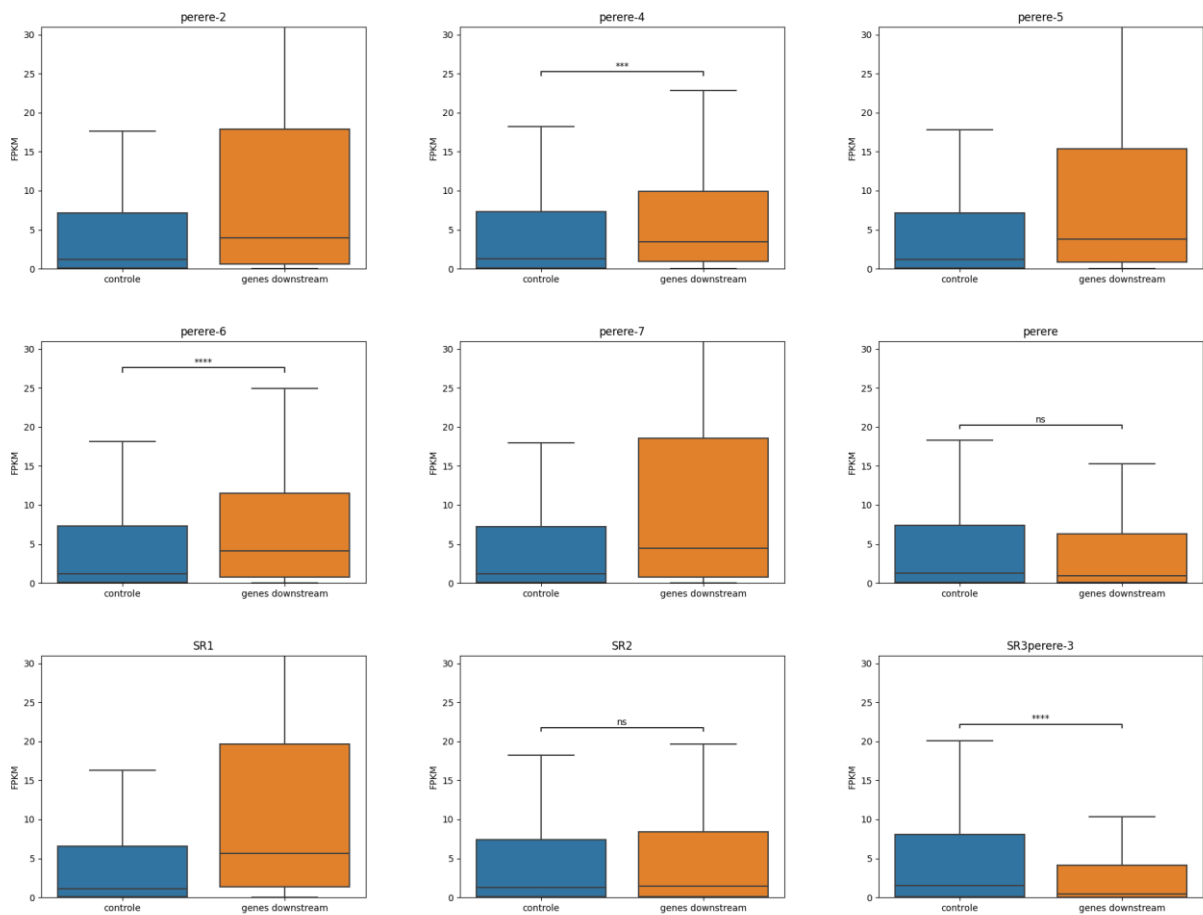 perere-2
perere-4
perere-5
30
25
20
15
10
5
0
FPKM
controle
genes downstream
30
25
20
15
10
5
0
FPKM
***
controle
genes downstream
30
25
20
15
10
5
0
FPKM
controle
genes downstream
perere-6
perere-7
perere
30
25
20
15
10
5
0
FPKM
****
controle
genes downstream
30
25
20
15
10
5
0
FPKM
controle
genes downstream
30
25
20
15
10
5
0
FPKM
ns
controle
genes downstream
SR1
SR2
SR3perere-3
30
25
20
15
10
5
0
FPKM
controle
genes downstream
30
25
20
15
10
5
0
FPKM
ns
controle
genes downstream
30
25
20
15
10
5
0
FPKM
****
controle
genes downstream